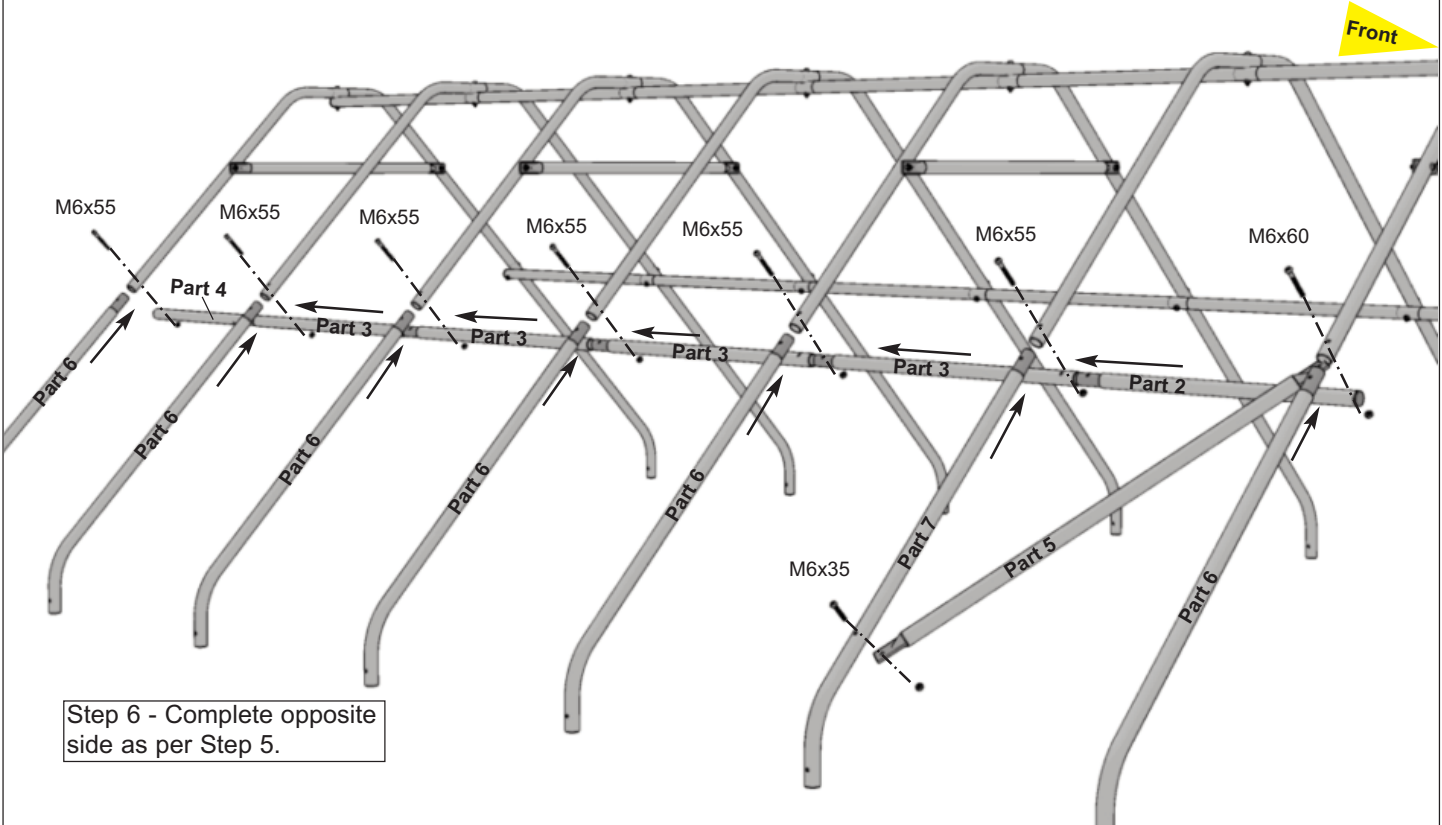 Front
M6x55
M6x55
M6x55
M6x55
M6x55
M6x55
M6x60
Part 4
Part 3
Part 3
Part 3
Part 3
Part 2
Part 6
Part 6
Part 6
Part 6
Part 6
Part 7
Part 5
Part 6
M6x35
Step 6 - Complete opposite
side as per Step 5.